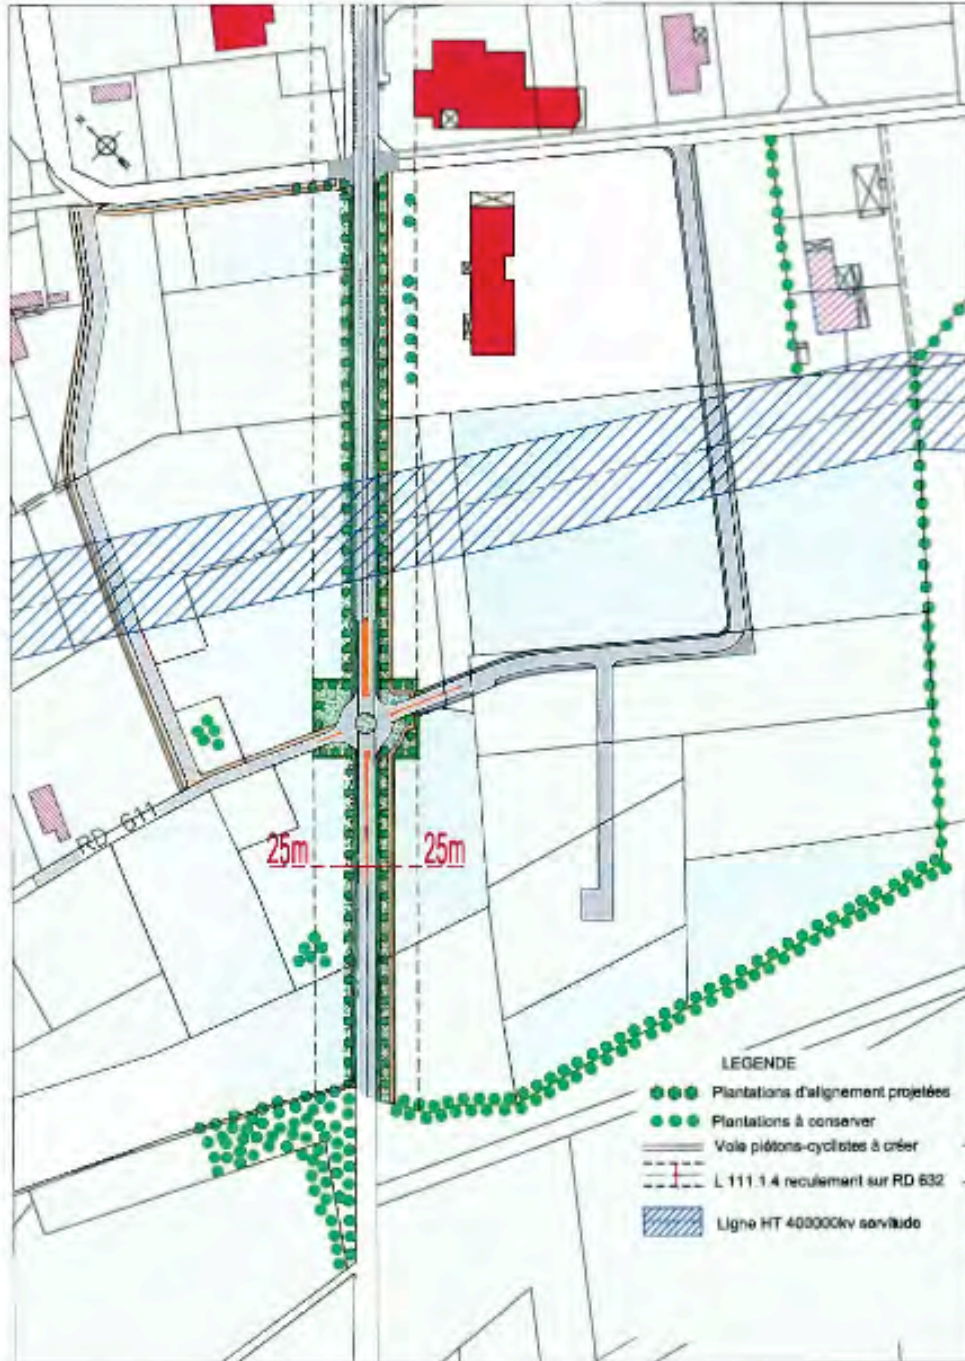 RD 611
25m 25m
LEGENDE
Plantations d'alignement projetées
Plantations à conserver
Voie piétons-cyclistes à créer
L 111.1.4 reculement sur RD 632
Ligne HT 400000kv servitude